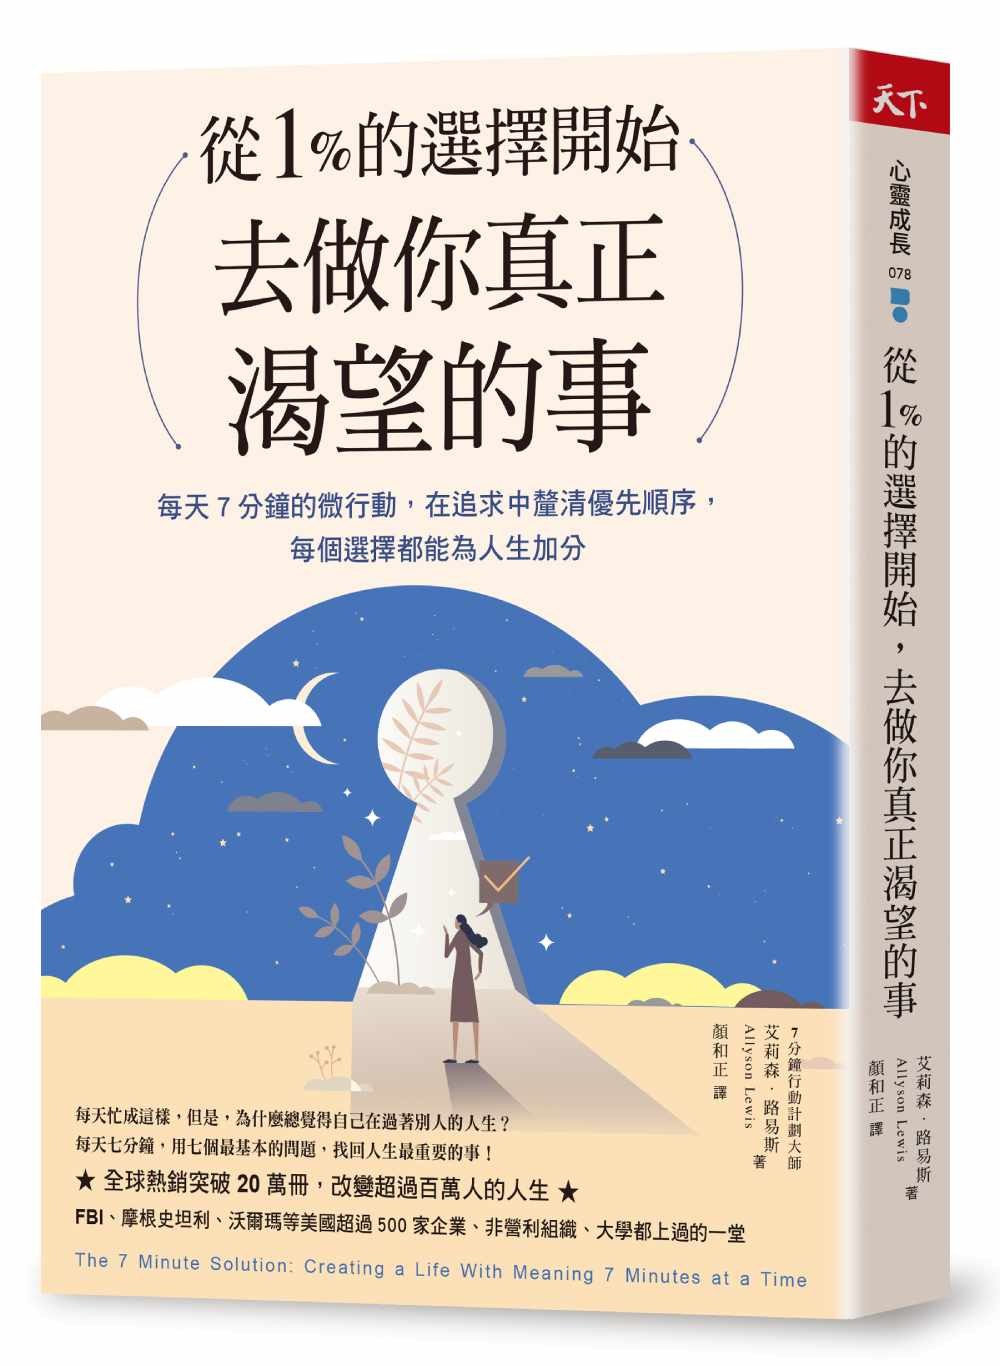 從1%的選擇開始
去做你真正
渴望的事
每天7分鐘的微行動，在追求中釐清優先順序，
每個選擇都能為人生加分
7分鐘行動計劃大師
艾莉森．路易斯 著
Allyson Lewis
顏和正 譯
每天忙成這樣，但是，為什麼總覺得自己在過著別人的人生？
每天七分鐘，用七個最基本的問題，找回人生最重要的事！
★ 全球熱銷突破 20 萬冊，改變超過百萬人的人生 ★
FBI、摩根史坦利、沃爾瑪等美國超過 500 家企業、非營利組織、大學都上過的一堂
The 7 Minute Solution: Creating a Life With Meaning 7 Minutes at a Time
天下
心靈成長
078
從1%的選擇開始，去做你真正渴望的事
艾莉森．路易斯 著
Allyson Lewis
顏和正 譯